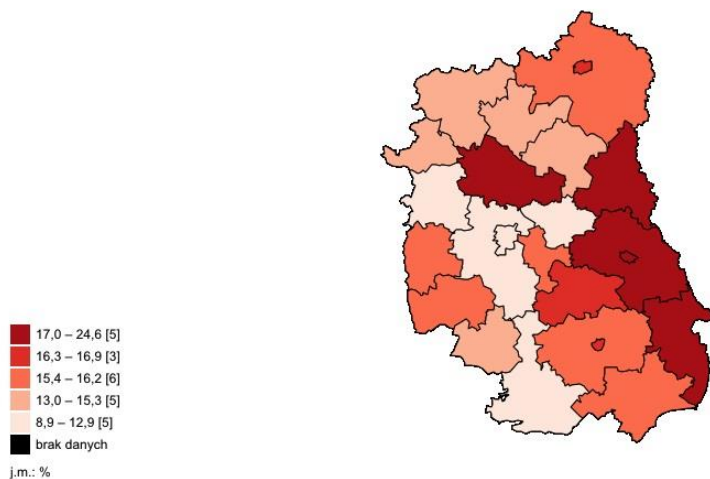 17,0 – 24,6 [5]
16,3 – 16,9 [3]
15,4 – 16,2 [6]
13,0 – 15,3 [5]
8,9 – 12,9 [5]
brak danych
j.m.: %